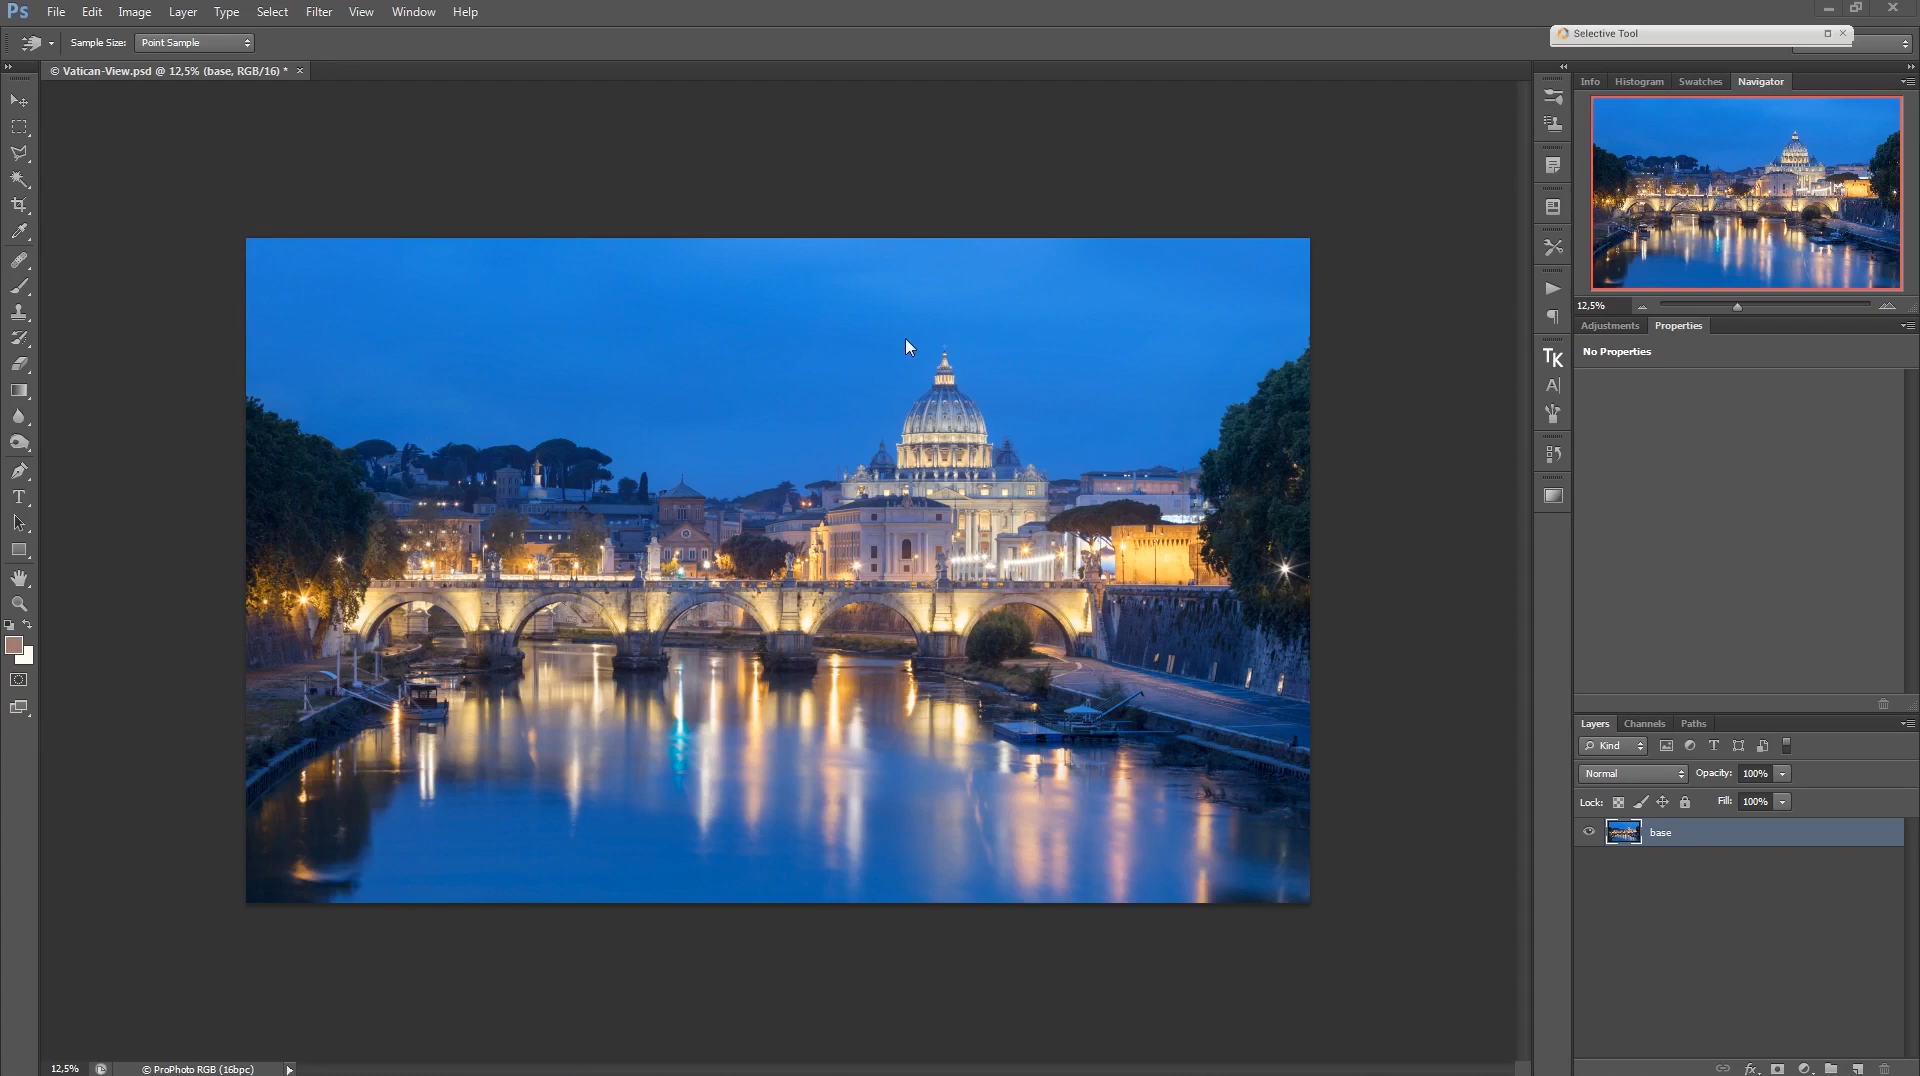 Ps File Edit Image Layer Type Select Filter View Window Help
Sample Size: Point Sample
Selective Tool
© Vatican-View.psd @ 12,5% (base, RGB/16) * ×
Info Histogram Swatches Navigator
12,5%
Adjustments Properties
No Properties
TK
A|
T
Layers Channels Paths
Kind T
Normal Opacity: 100%
Lock: Fill: 100%
base
12,5% © ProPhoto RGB (16bpc)
fx